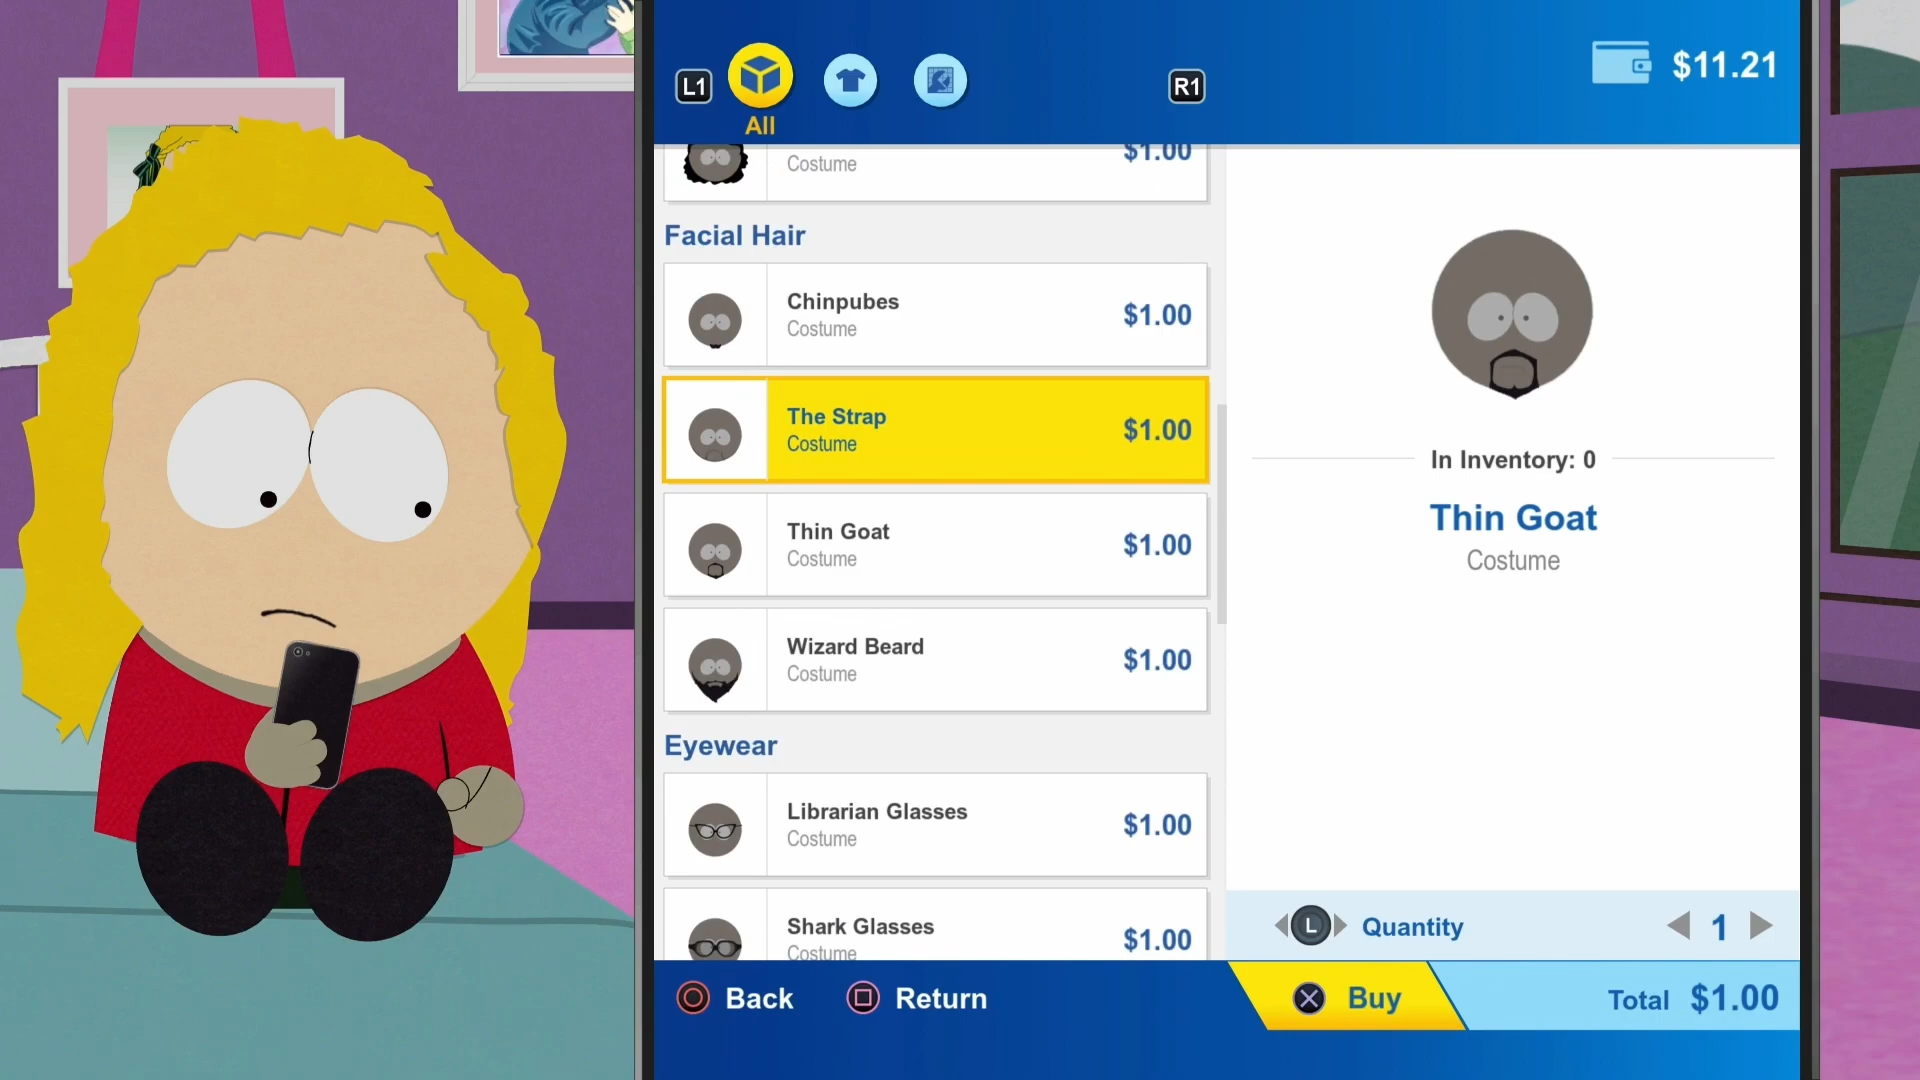 L1
All
R1
$11.21
Costume
$1.00
Facial Hair
Chinpubes
Costume
$1.00
The Strap
Costume
$1.00
Thin Goat
Costume
$1.00
Wizard Beard
Costume
$1.00
Eyewear
Librarian Glasses
Costume
$1.00
Shark Glasses
Costume
$1.00
In Inventory: 0
Thin Goat
Costume
L Quantity 1
Back
Return
Buy
Total $1.00